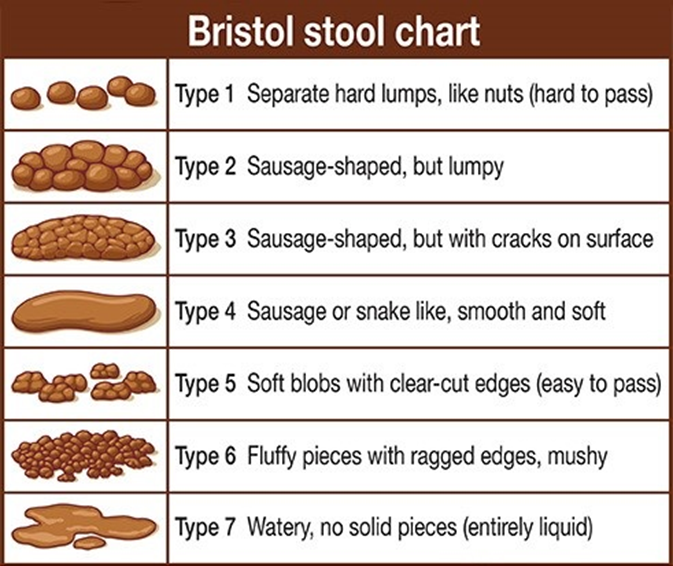 Bristol stool chart
Type 1 Separate hard lumps, like nuts (hard to pass)
Type 2 Sausage-shaped, but lumpy
Type 3 Sausage-shaped, but with cracks on surface
Type 4 Sausage or snake like, smooth and soft
Type 5 Soft blobs with clear-cut edges (easy to pass)
Type 6 Fluffy pieces with ragged edges, mushy
Type 7 Watery, no solid pieces (entirely liquid)